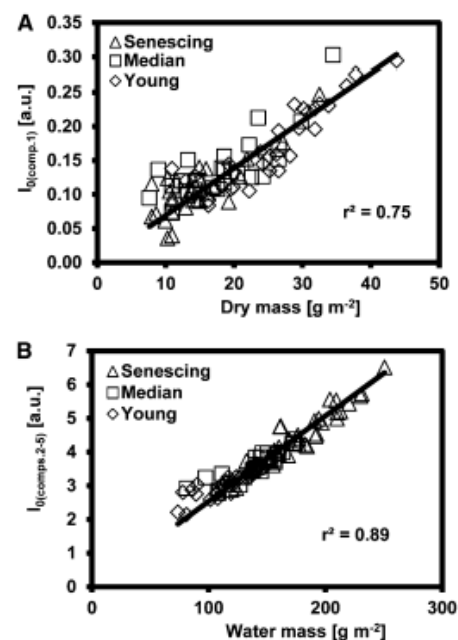 A
0.35
0.30
0.25
0.20
0.15
0.10
0.05
0.00
I0(comp.1) [a.u.]
Senescing
Median
Young
r² = 0.75
0 10 20 30 40 50
Dry mass [g m-2]
B
7
6
5
4
3
2
1
0
I0(comps.2-5) [a.u.]
Senescing
Median
Young
r² = 0.89
0 100 200 300
Water mass [g m-2]